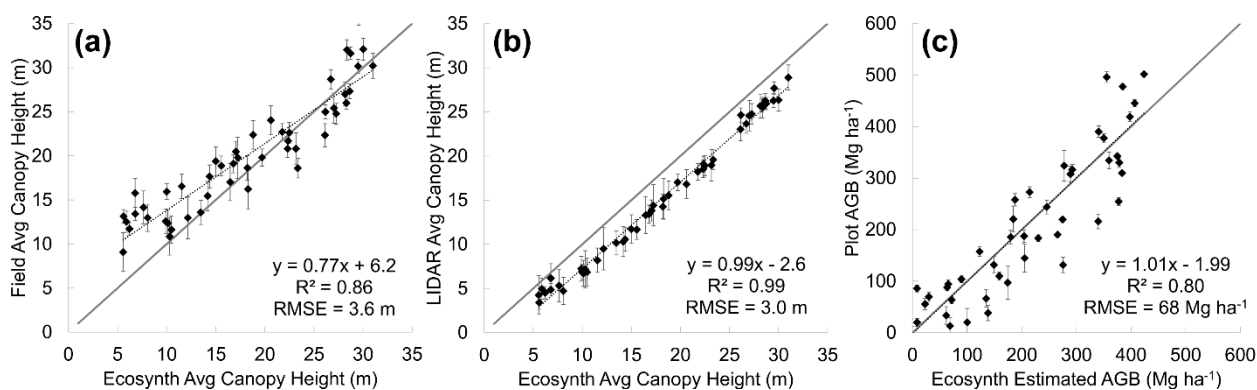 (a)
Field Avg Canopy Height (m)
35
30
25
20
15
10
5
0
y = 0.77x + 6.2
R² = 0.86
RMSE = 3.6 m
0 5 10 15 20 25 30 35
Ecosynth Avg Canopy Height (m)
(b)
LIDAR Avg Canopy Height (m)
35
30
25
20
15
10
5
0
y = 0.99x - 2.6
R² = 0.99
RMSE = 3.0 m
0 5 10 15 20 25 30 35
Ecosynth Avg Canopy Height (m)
(c)
Plot AGB (Mg ha⁻¹)
600
500
400
300
200
100
0
y = 1.01x - 1.99
R² = 0.80
RMSE = 68 Mg ha⁻¹
0 100 200 300 400 500 600
Ecosynth Estimated AGB (Mg ha⁻¹)